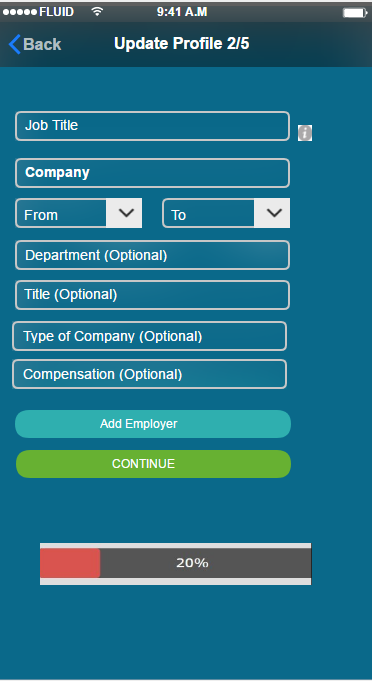 FLUID 9:41 A.M
Back Update Profile 2/5
Job Title
i
Company
From To
Department (Optional)
Title (Optional)
Type of Company (Optional)
Compensation (Optional)
Add Employer
CONTINUE
20%